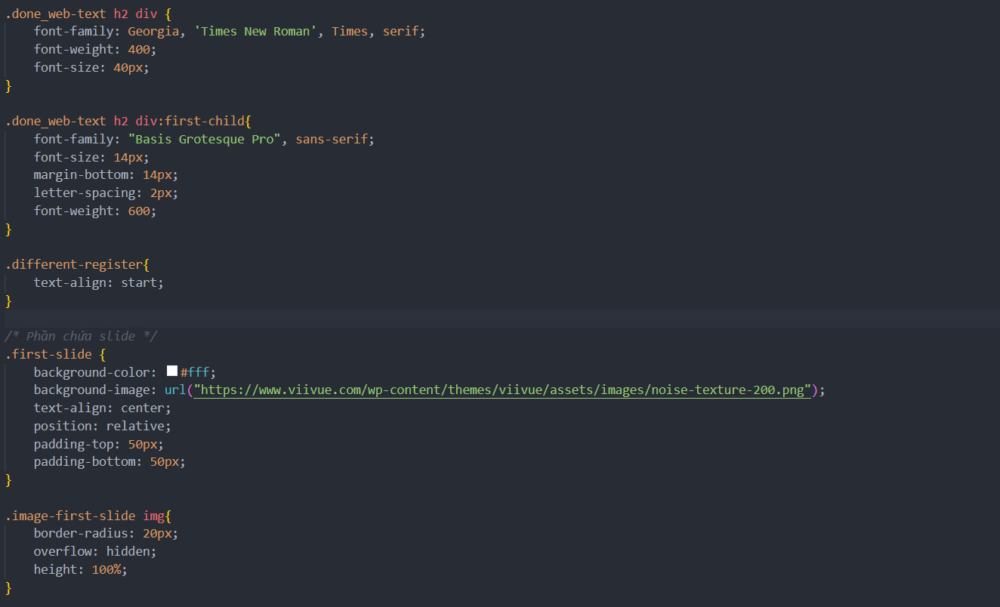 .done_web-text h2 div {
    font-family: Georgia, 'Times New Roman', Times, serif;
    font-weight: 400;
    font-size: 40px;
}

.done_web-text h2 div:first-child{
    font-family: "Basis Grotesque Pro", sans-serif;
    font-size: 14px;
    margin-bottom: 14px;
    letter-spacing: 2px;
    font-weight: 600;
}

.different-register{
    text-align: start;
}

/* Phần chứa slide */
.first-slide {
    background-color: #fff;
    background-image: url("https://www.viivue.com/wp-content/themes/viivue/assets/images/noise-texture-200.png");
    text-align: center;
    position: relative;
    padding-top: 50px;
    padding-bottom: 50px;
}

.image-first-slide img{
    border-radius: 20px;
    overflow: hidden;
    height: 100%;
}